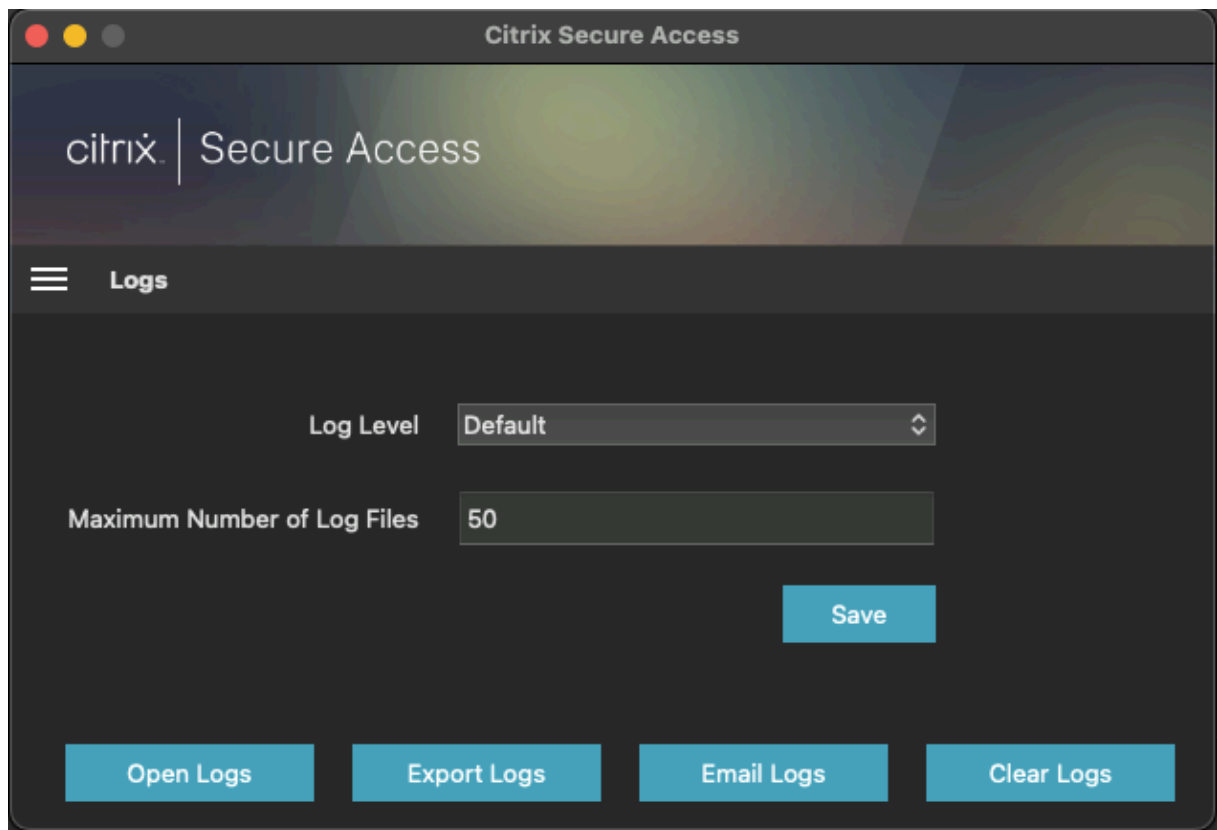 Citrix Secure Access
citrix™ Secure Access
Logs
Log Level Default
Maximum Number of Log Files 50
Save
Open Logs Export Logs Email Logs Clear Logs